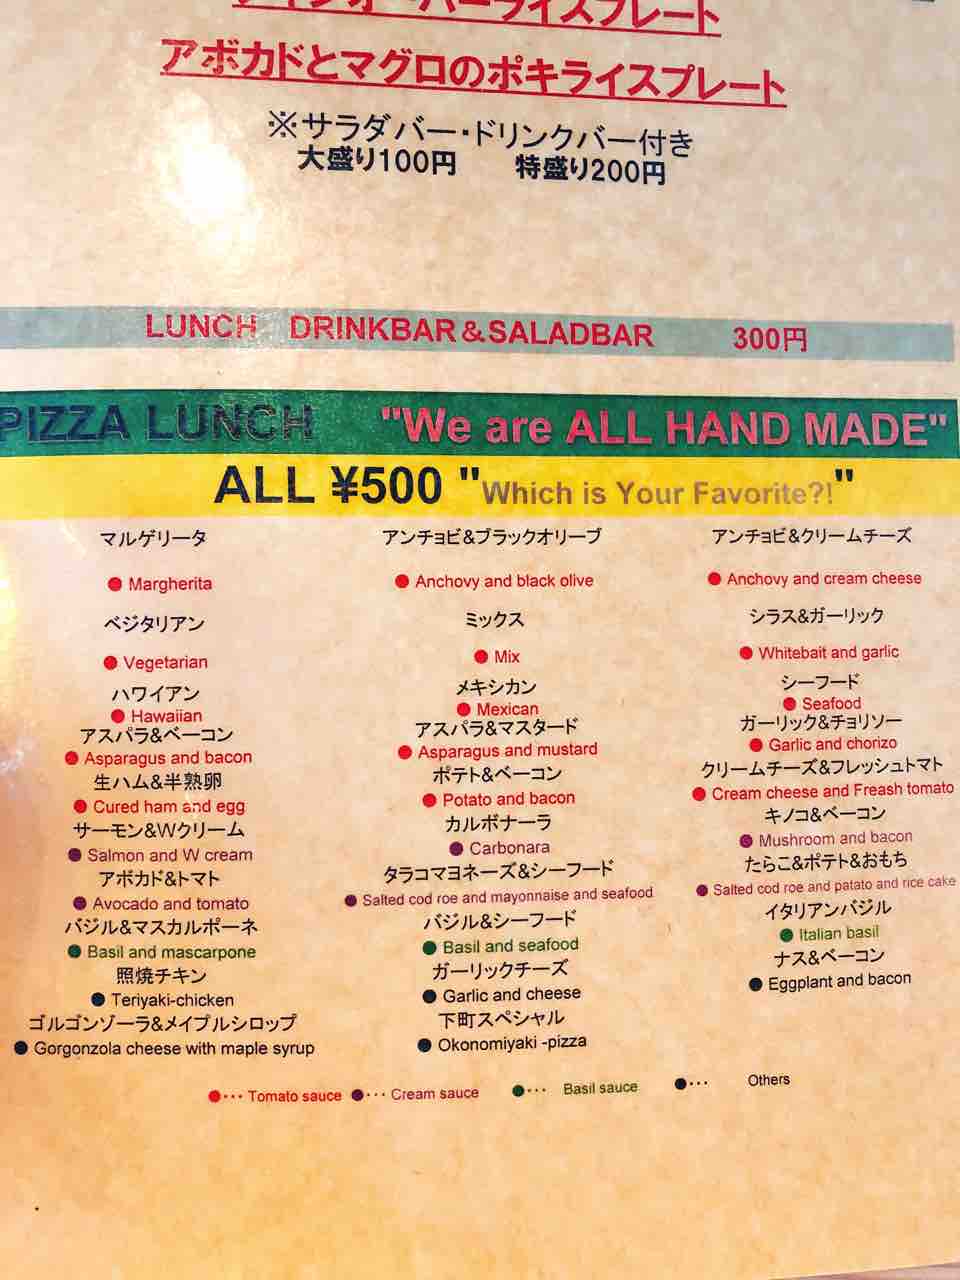 バーライスプレート
アボカドとマグロのポキライスプレート
※サラダバー・ドリンクバー付き
大盛り100円 特盛り200円
LUNCH DRINKBAR&SALADBAR 300円
PIZZA LUNCH "We are ALL HAND MADE"
ALL ¥500 "Which is Your Favorite?!"
マルゲリータ アンチョビ&ブラックオリーブ アンチョビ&クリームチーズ
● Margherita ● Anchovy and black olive ● Anchovy and cream cheese
ベジタリアン ミックス シラス&ガーリック
● Vegetarian ● Mix ● Whitebait and garlic
ハワイアン メキシカン シーフード
● Hawaiian ● Mexican ● Seafood
アスパラ&ベーコン アスパラ&マスタード ガーリック&チョリソー
● Asparagus and bacon ● Asparagus and mustard ● Garlic and chorizo
生ハム&半熟卵 ポテト&ベーコン クリームチーズ&フレッシュトマト
● Cured ham and egg ● Potato and bacon ● Cream cheese and Freash tomato
サーモン&Wクリーム カルボナーラ キノコ&ベーコン
● Salmon and W cream ● Carbonara ● Mushroom and bacon
アボカド&トマト タラコマヨネーズ&シーフード たらこ&ポテト&おもち
● Avocado and tomato ● Salted cod roe and mayonnaise and seafood ● Salted cod roe and patato and rice cake
バジル&マスカルポーネ バジル&シーフード イタリアンバジル
● Basil and mascarpone ● Basil and seafood ● Italian basil
照焼チキン ガーリックチーズ ナス&ベーコン
● Teriyaki-chicken ● Garlic and cheese ● Eggplant and bacon
ゴルゴンゾーラ&メイプルシロップ 下町スペシャル
● Gorgonzola cheese with maple syrup ● Okonomiyaki -pizza
●･･･ Tomato sauce ●･･･ Cream sauce ●･･･ Basil sauce ●･･･ Others